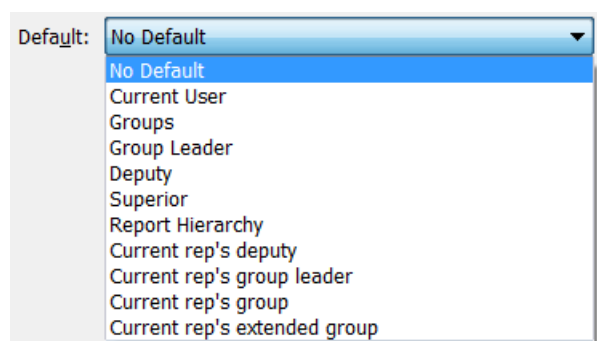 Default: No Default
No Default
Current User
Groups
Group Leader
Deputy
Superior
Report Hierarchy
Current rep's deputy
Current rep's group leader
Current rep's group
Current rep's extended group